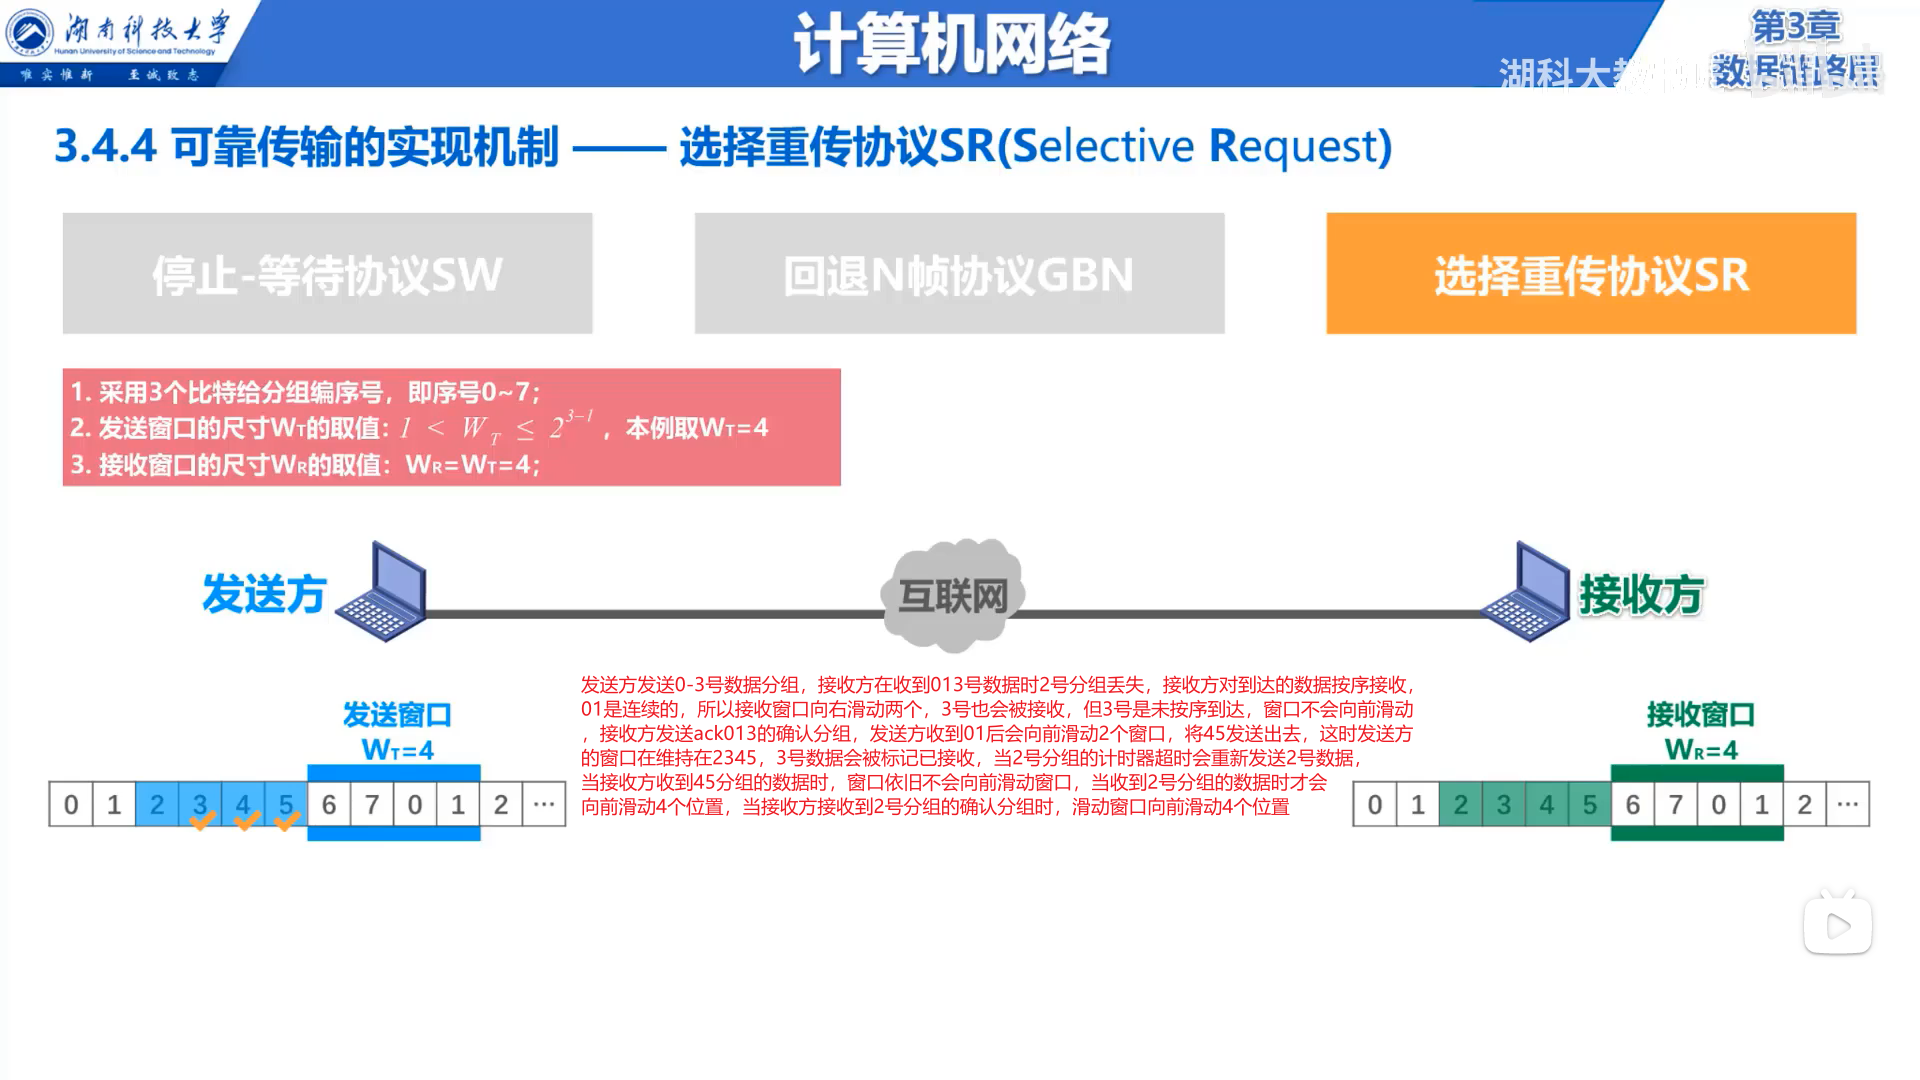 湖南科技大学
Hunan University of Science and Technology
唯实惟新 至诚致志
计算机网络
第3章
数据链路层
湖科大教书匠
3.4.4 可靠传输的实现机制 —— 选择重传协议SR(Selective Request)
停止-等待协议SW
回退N帧协议GBN
选择重传协议SR
1. 采用3个比特给分组编序号，即序号0~7；
2. 发送窗口的尺寸WT的取值：1 < WT ≤ 2^3-1，本例取WT=4
3. 接收窗口的尺寸WR的取值：WR=WT=4；
发送方
互联网
接收方
发送方发送0-3号数据分组，接收方在收到013号数据时2号分组丢失，接收方对到达的数据按序接收，
01是连续的，所以接收窗口向右滑动两个，3号也会被接收，但3号是未按序到达，窗口不会向前滑动
，接收方发送ack013的确认分组，发送方收到01后会向前滑动2个窗口，将45发送出去，这时发送方
的窗口在维持在2345，3号数据会被标记已接收，当2号分组的计时器超时会重新发送2号数据，
当接收方收到45分组的数据时，窗口依旧不会向前滑动窗口，当收到2号分组的数据时才会
向前滑动4个位置，当接收方接收到2号分组的确认分组时，滑动窗口向前滑动4个位置
发送窗口
WT=4
0 1 2 3 4 5 6 7 0 1 2 ···
接收窗口
WR=4
0 1 2 3 4 5 6 7 0 1 2 ···